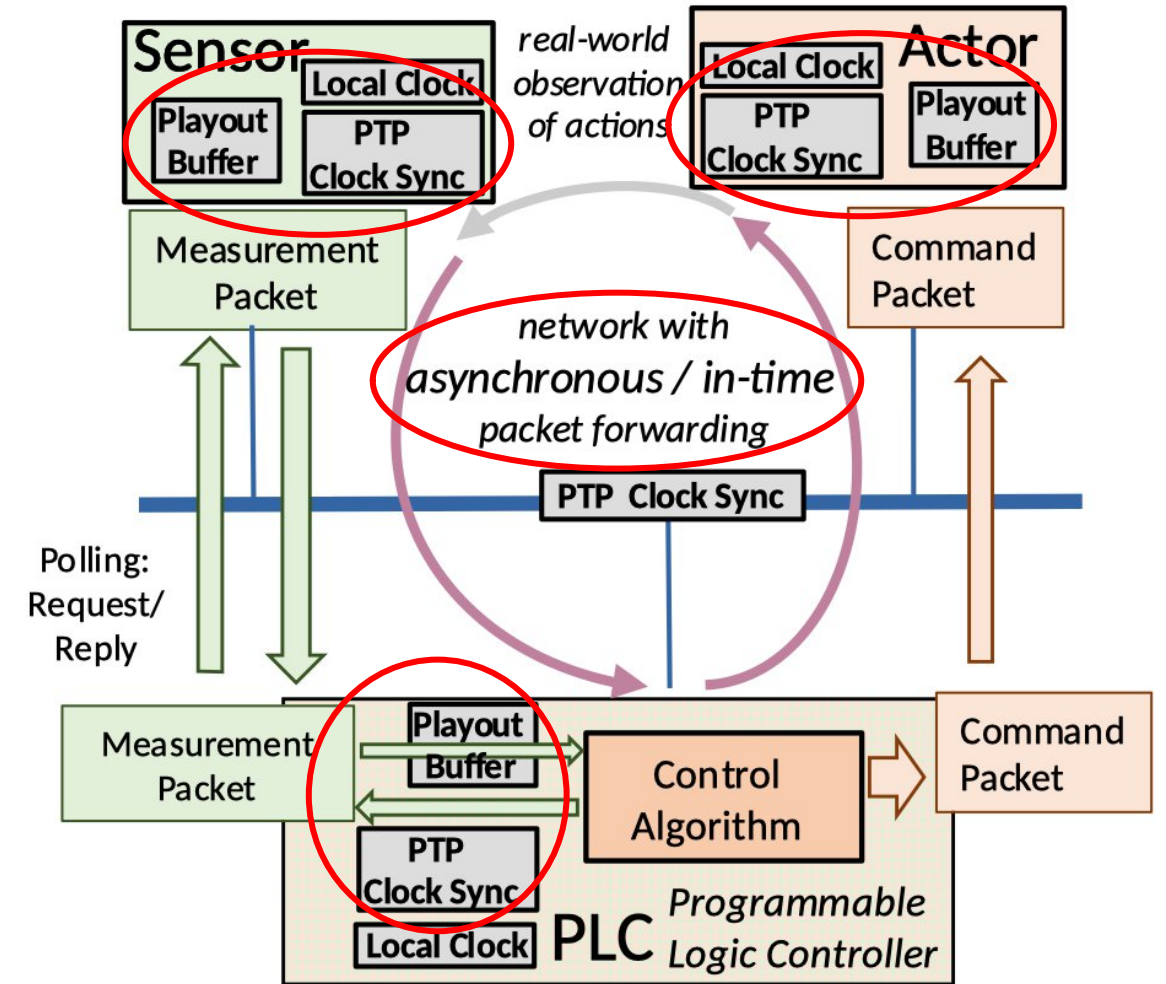 Sensor
Local Clock
Playout
Buffer
PTP
Clock Sync
real-world
observation
of actions
Actor
Local Clock
PTP
Clock Sync
Playout
Buffer
Measurement
Packet
Command
Packet
network with
asynchronous / in-time
packet forwarding
PTP Clock Sync
Polling:
Request/
Reply
Measurement
Packet
Playout
Buffer
PTP
Clock Sync
Local Clock
Control
Algorithm
PLC
Programmable
Logic Controller
Command
Packet